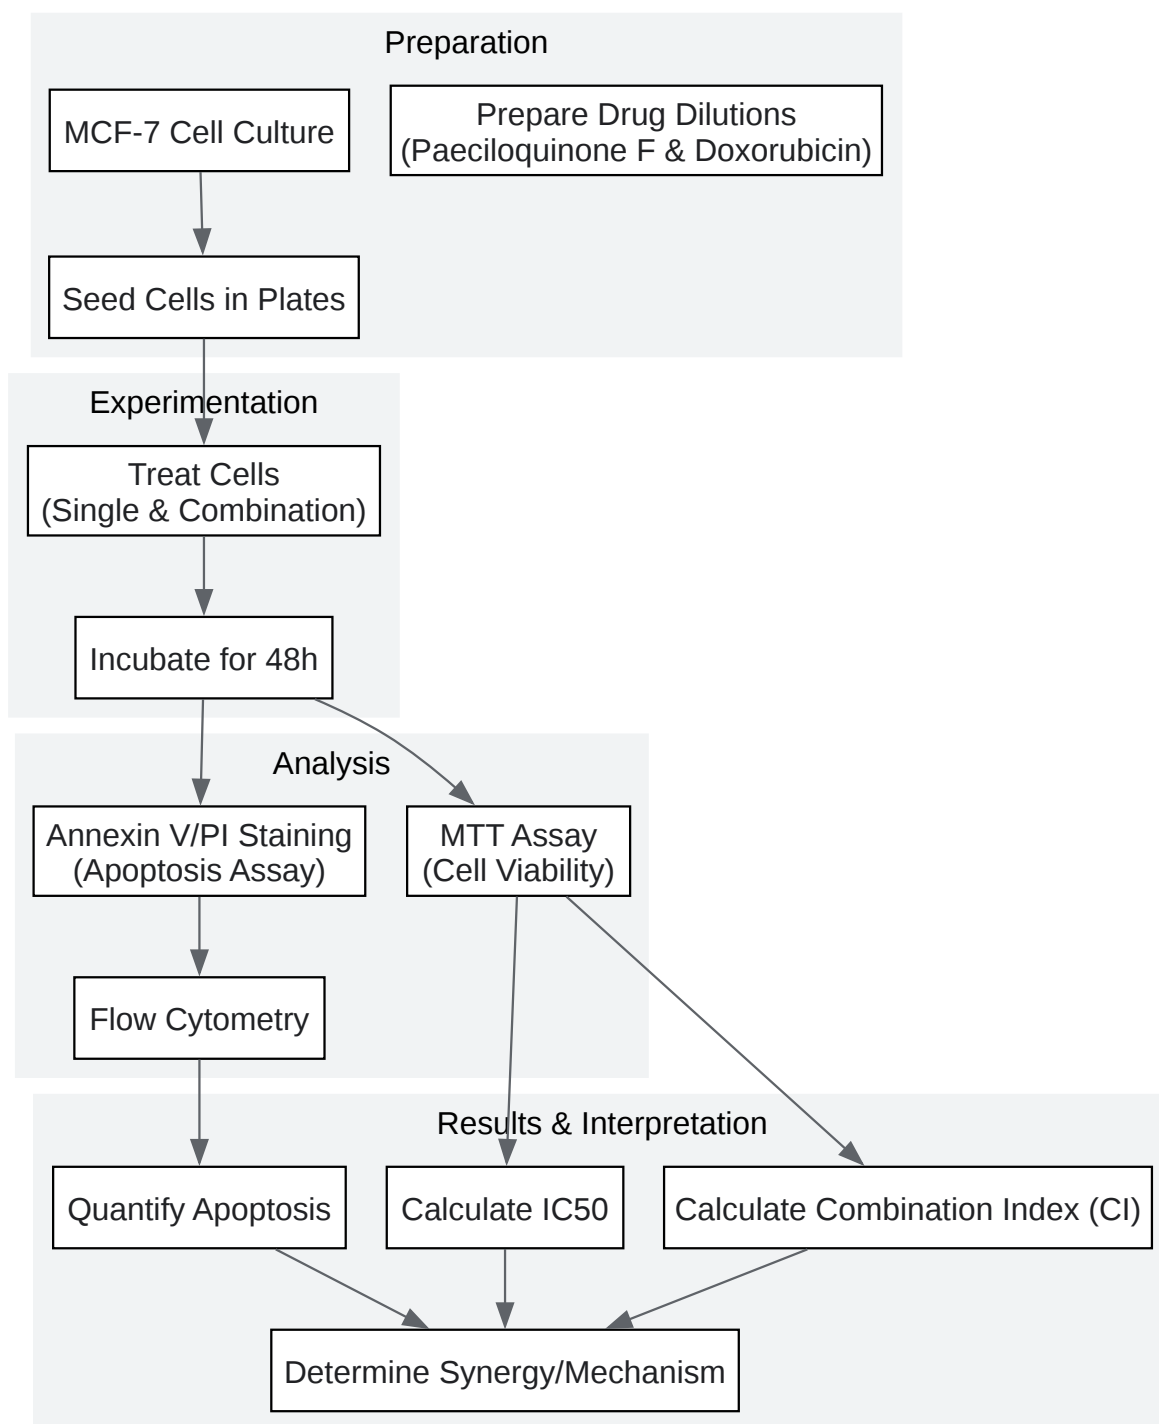 Preparation
MCF-7 Cell Culture
Prepare Drug Dilutions
(Paeciloquinone F & Doxorubicin)
Seed Cells in Plates
Experimentation
Treat Cells
(Single & Combination)
Incubate for 48h
Analysis
Annexin V/PI Staining
(Apoptosis Assay)
MTT Assay
(Cell Viability)
Flow Cytometry
Results & Interpretation
Quantify Apoptosis
Calculate IC50
Calculate Combination Index (CI)
Determine Synergy/Mechanism